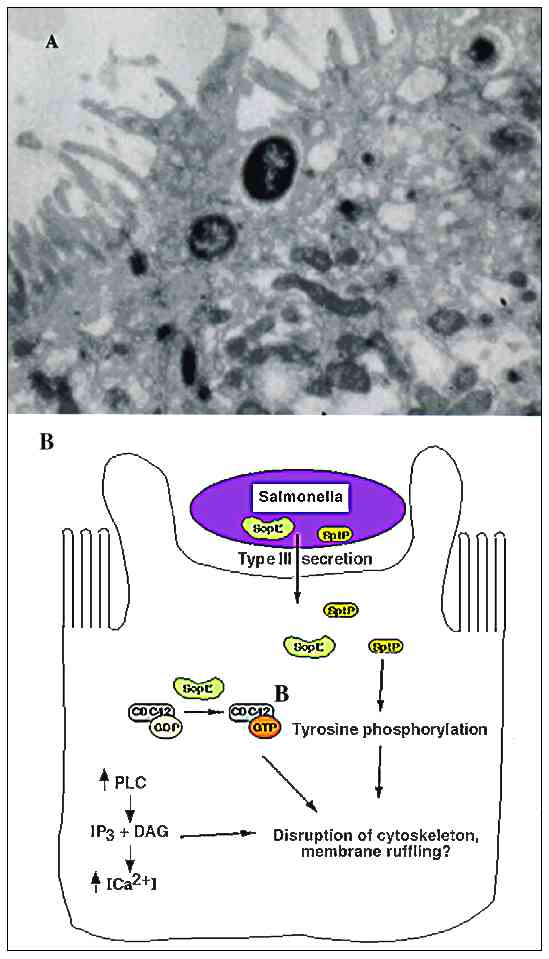 A
B
Salmonella
SopE
SptP
Type III secretion
SptP
SopE
SptP
SopE
B
CDC42
CDC42
GDP
GTP
Tyrosine phosphorylation
PLC
IP3 + DAG
Disruption of cytoskeleton,
membrane ruffling?
[Ca2+]